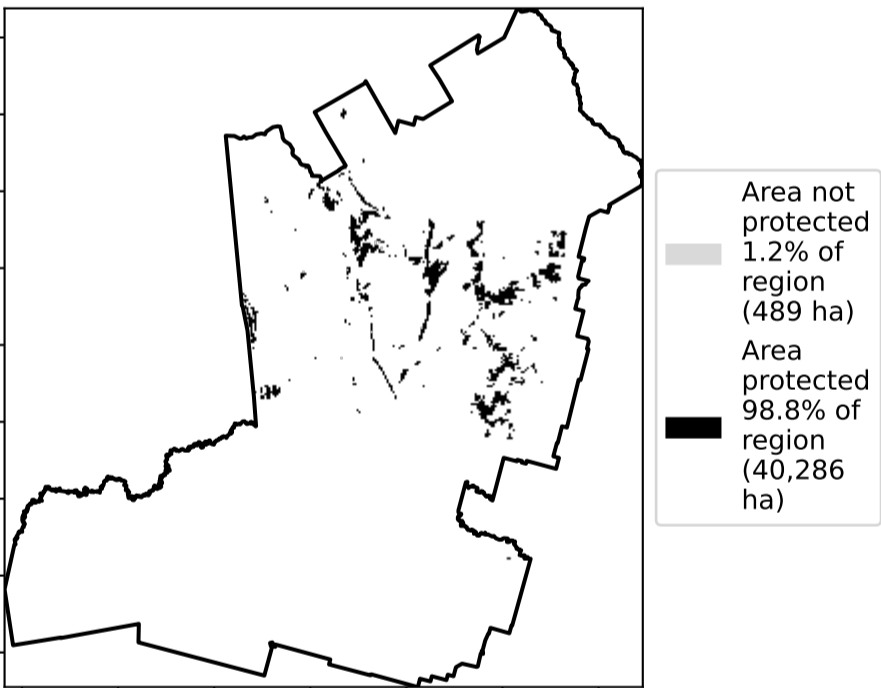 Area not
protected
1.2% of
region
(489 ha)
Area
protected
98.8% of
region
(40,286
ha)